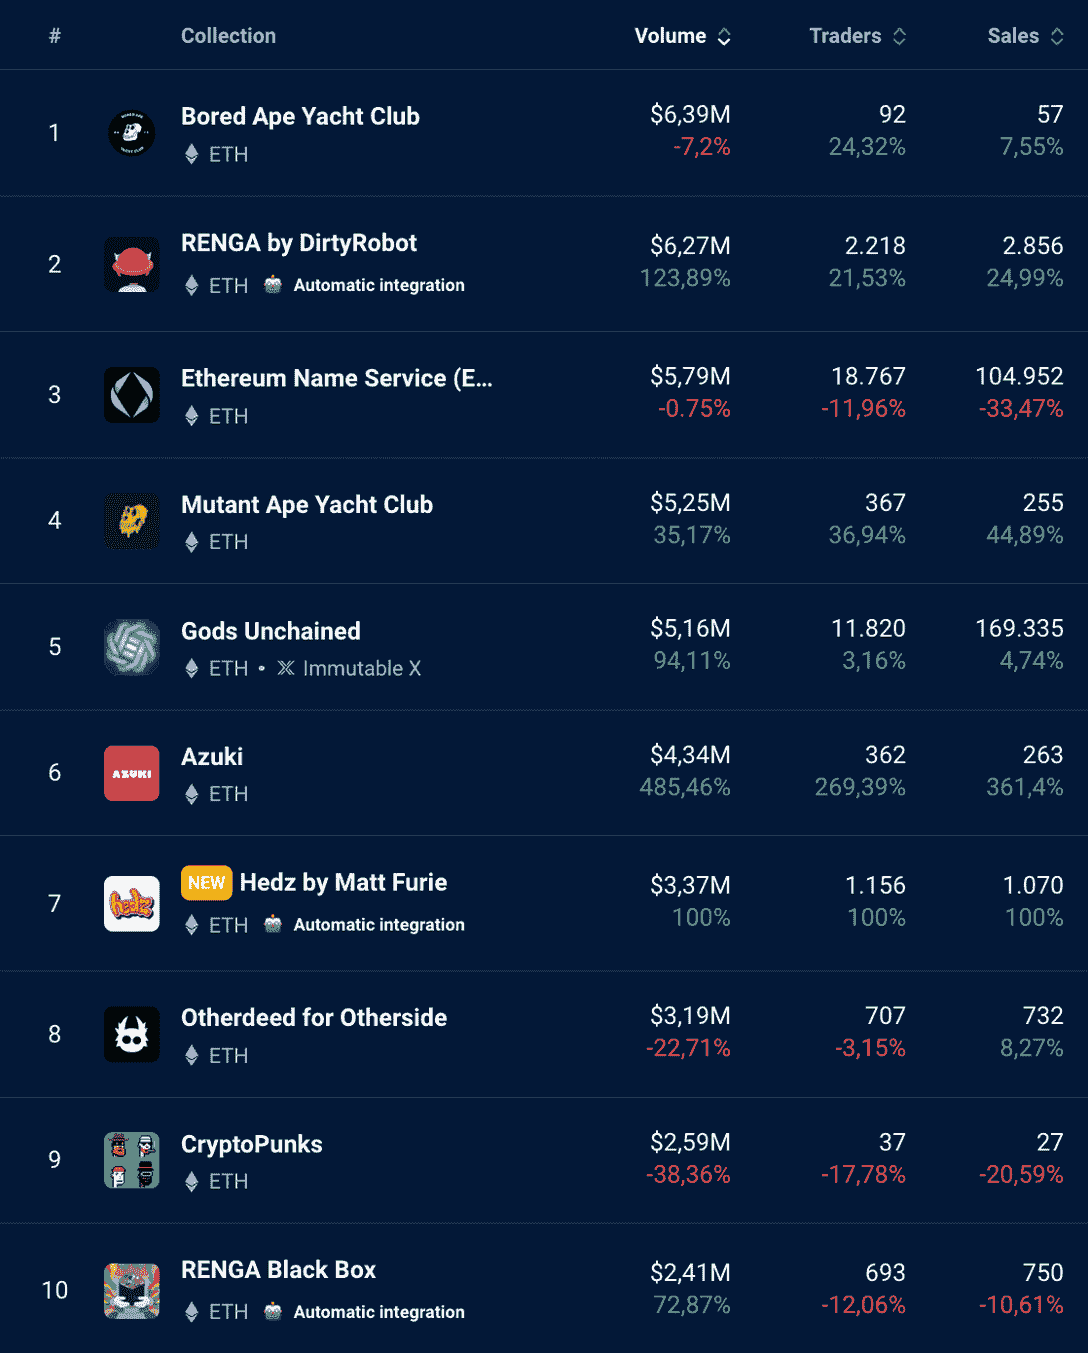 # Collection Volume Traders Sales
1 Bored Ape Yacht Club $6,39M 92 57
ETH -7,2% 24,32% 7,55%
2 RENGA by DirtyRobot $6,27M 2.218 2.856
ETH Automatic integration 123,89% 21,53% 24,99%
3 Ethereum Name Service (E... $5,79M 18.767 104.952
ETH -0.75% -11,96% -33,47%
4 Mutant Ape Yacht Club $5,25M 367 255
ETH 35,17% 36,94% 44,89%
5 Gods Unchained $5,16M 11.820 169.335
ETH • Immutable X 94,11% 3,16% 4,74%
6 AZUKI Azuki $4,34M 362 263
ETH 485,46% 269,39% 361,4%
7 hedz NEW Hedz by Matt Furie $3,37M 1.156 1.070
ETH Automatic integration 100% 100% 100%
8 Otherdeed for Otherside $3,19M 707 732
ETH -22,71% -3,15% 8,27%
9 CryptoPunks $2,59M 37 27
ETH -38,36% -17,78% -20,59%
10 RENGA Black Box $2,41M 693 750
ETH Automatic integration 72,87% -12,06% -10,61%